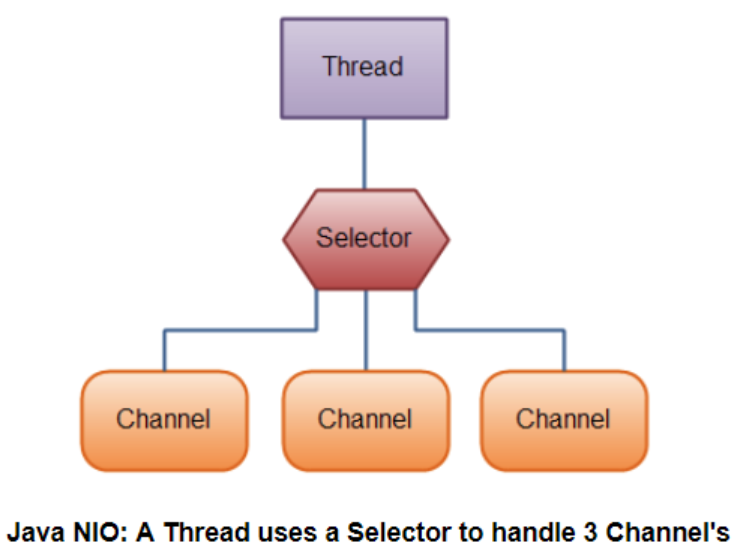 Thread
Selector
Channel
Channel
Channel
Java NIO: A Thread uses a Selector to handle 3 Channel's